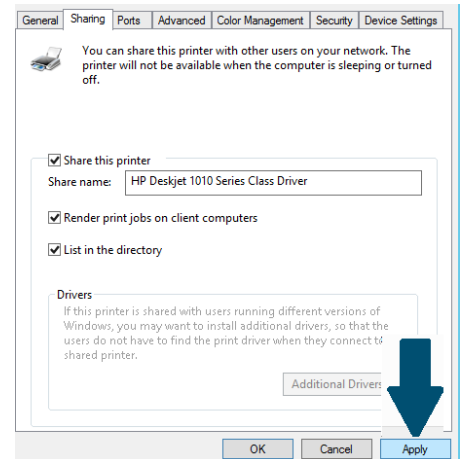 General Sharing Ports Advanced Color Management Security Device Settings
You can share this printer with other users on your network. The
printer will not be available when the computer is sleeping or turned
off.
Share this printer
Share name: HP Deskjet 1010 Series Class Driver
Render print jobs on client computers
List in the directory
Drivers
If this printer is shared with users running different versions of
Windows, you may want to install additional drivers, so that the
users do not have to find the print driver when they connect to
shared printer.
Additional Drivers
OK Cancel Apply